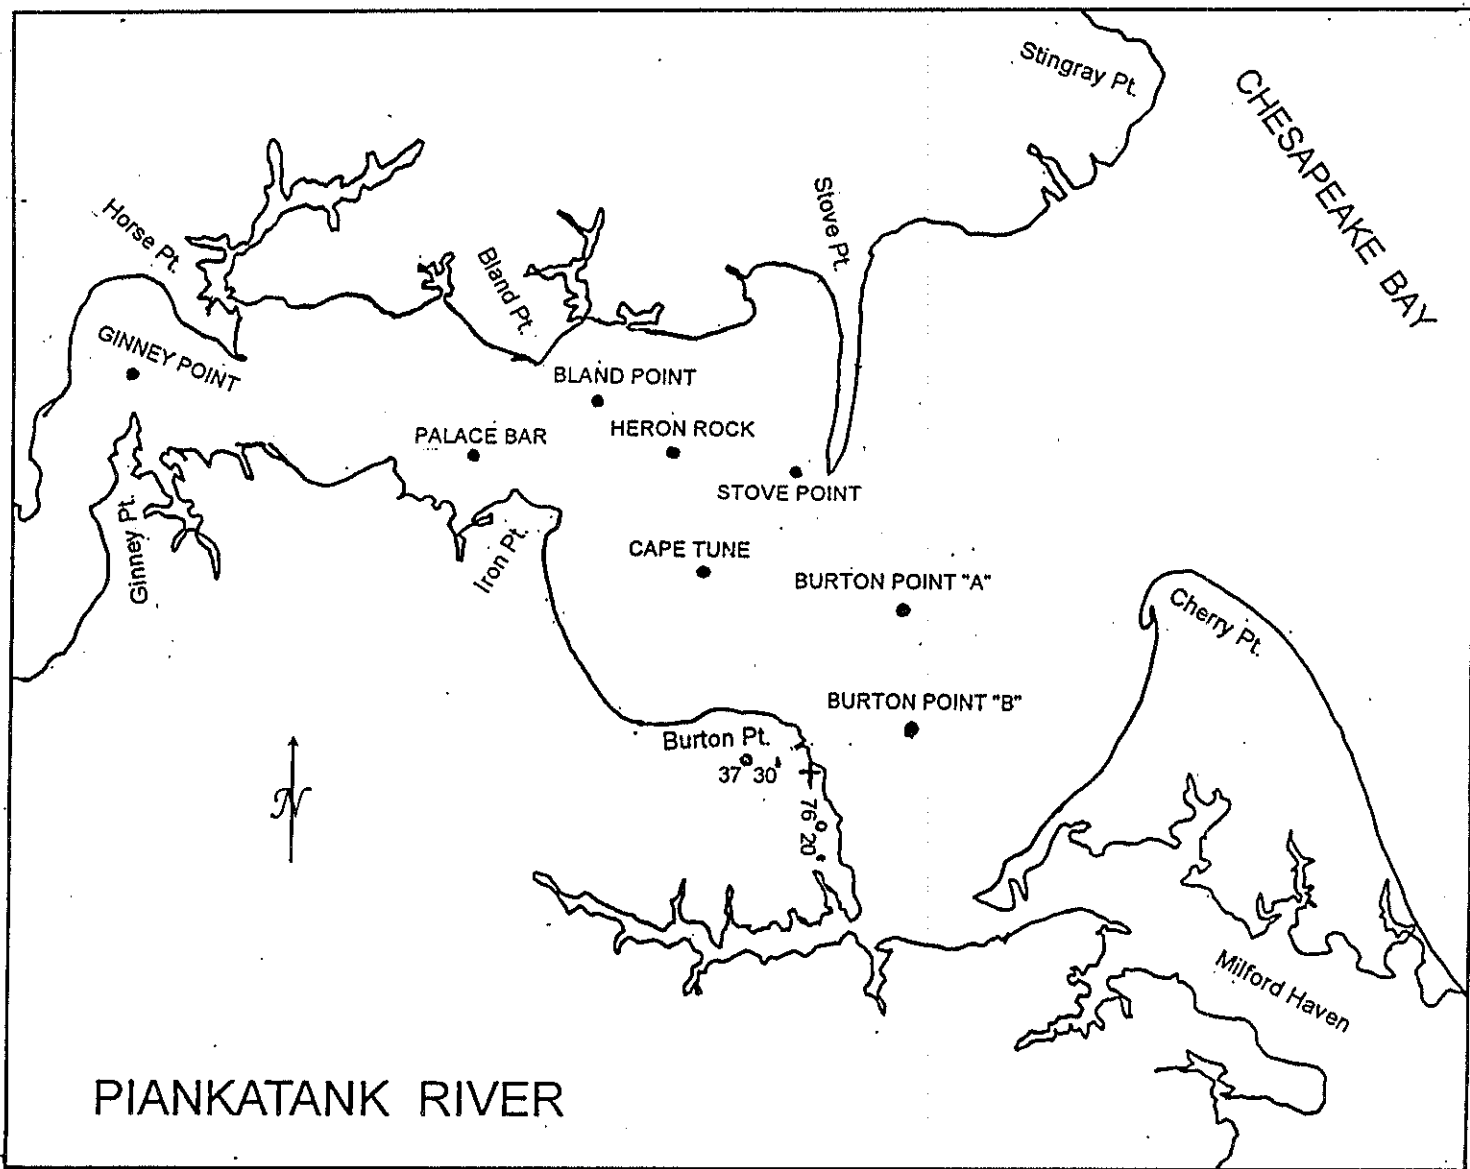 Stingray Pt.
CHESAPEAKE BAY
Stove Pt.
Horse Pt.
Bland Pt.
GINNEY POINT
BLAND POINT
PALACE BAR
HERON ROCK
STOVE POINT
Ginney Pt.
Iron Pt.
CAPE TUNE
BURTON POINT "A"
Cherry Pt.
BURTON POINT "B"
Burton Pt.
37° 30'
76° 20'
N
Milford Haven
PIANKATANK RIVER